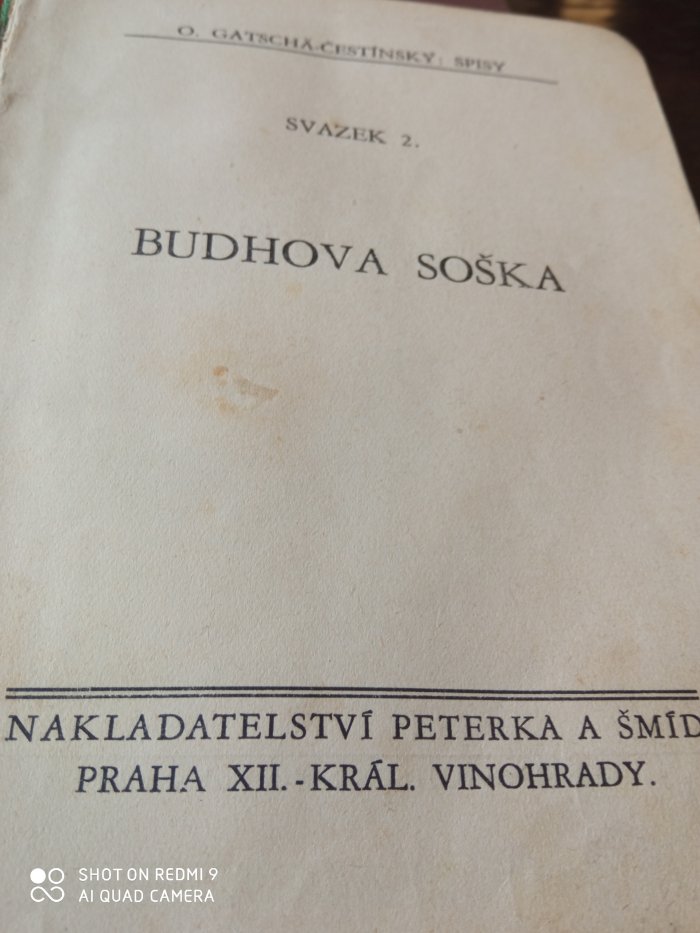 O. GATSCHA-ČESTÍNSKÝ: SPISY
SVAZEK 2.
BUDHOVA SOŠKA
NAKLADATELSTVÍ PETERKA A ŠMÍD
PRAHA XII.-KRÁL. VINOHRADY.
SHOT ON REDMI 9
AI QUAD CAMERA